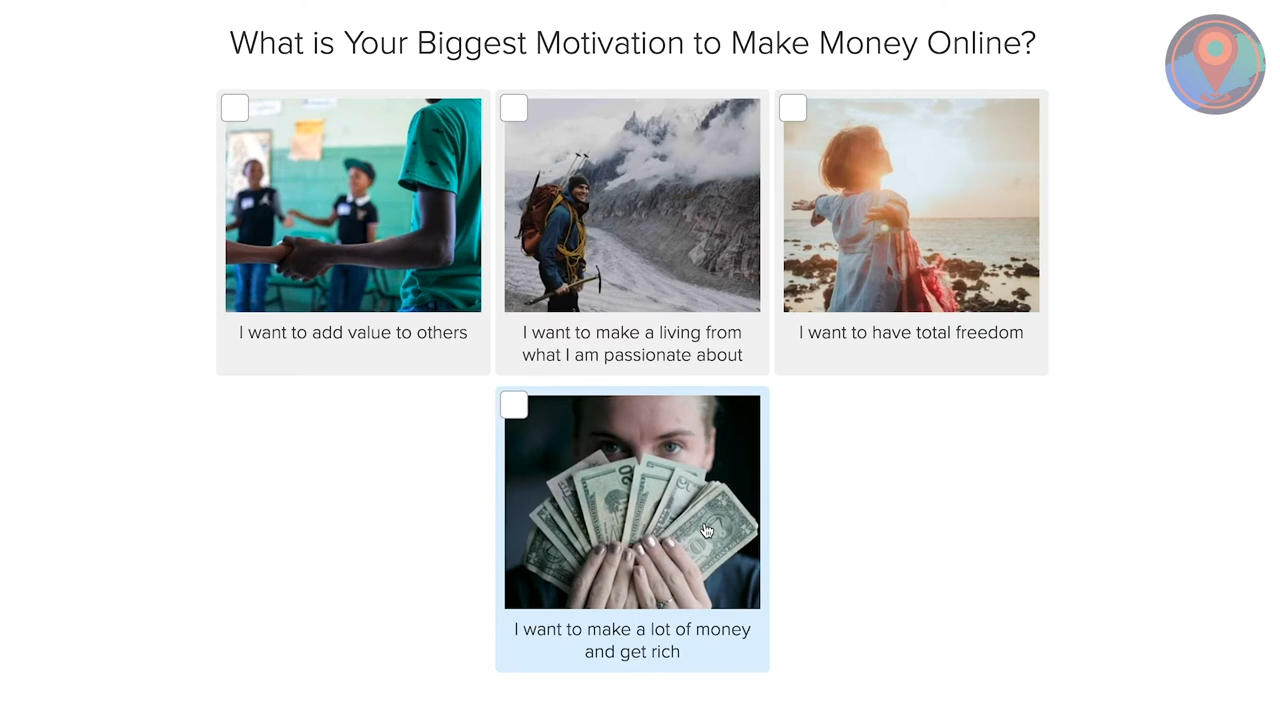 What is Your Biggest Motivation to Make Money Online?
I want to add value to others
I want to make a living from
what I am passionate about
I want to have total freedom
I want to make a lot of money
and get rich